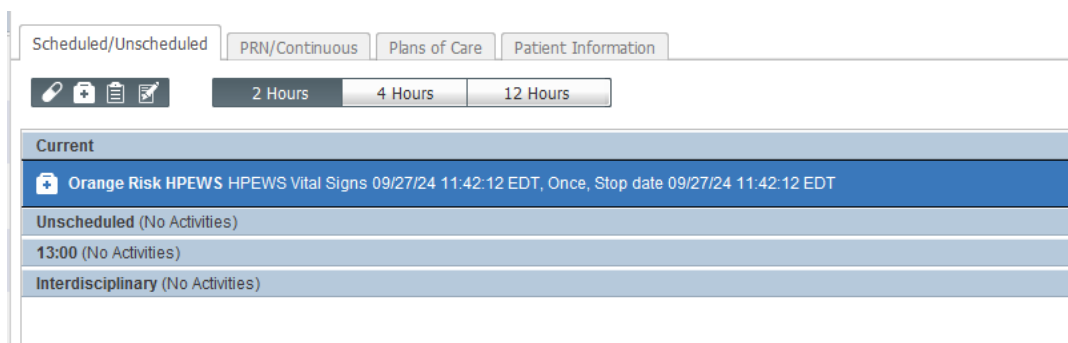 Scheduled/Unscheduled PRN/Continuous Plans of Care Patient Information
2 Hours 4 Hours 12 Hours
Current
Orange Risk HPEWS HPEWS Vital Signs 09/27/24 11:42:12 EDT, Once, Stop date 09/27/24 11:42:12 EDT
Unscheduled (No Activities)
13:00 (No Activities)
Interdisciplinary (No Activities)